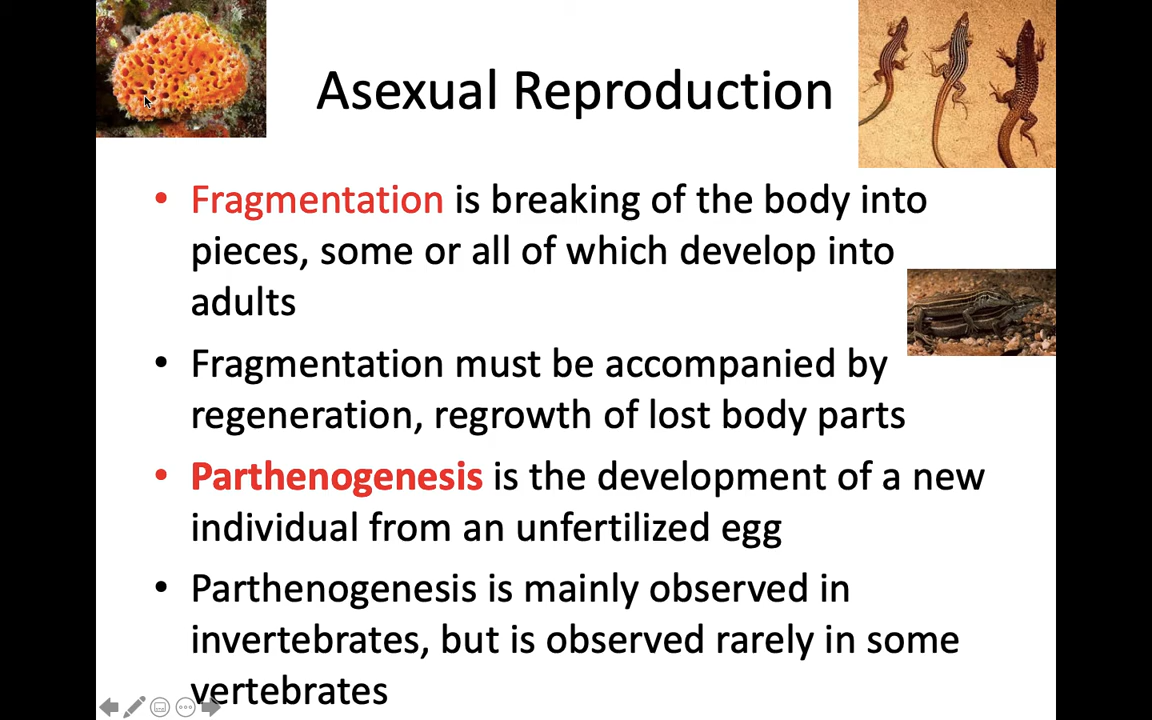 Asexual Reproduction
• Fragmentation is breaking of the body into
pieces, some or all of which develop into
adults
• Fragmentation must be accompanied by
regeneration, regrowth of lost body parts
• Parthenogenesis is the development of a new
individual from an unfertilized egg
• Parthenogenesis is mainly observed in
invertebrates, but is observed rarely in some
vertebrates